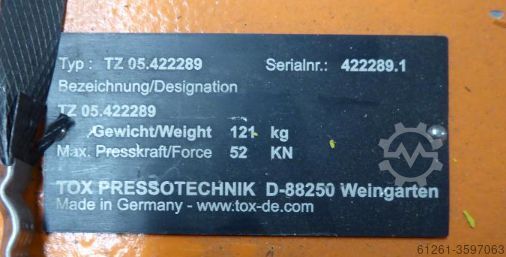 Typ : TZ 05.422289 Serialnr.: 422289.1
Bezeichnung/Designation
TZ 05.422289
Gewicht/Weight 121 kg
Max. Presskraft/Force 52 KN
TOX PRESSOTECHNIK D-88250 Weingarten
Made in Germany - www.tox-de.com
61261-3597063